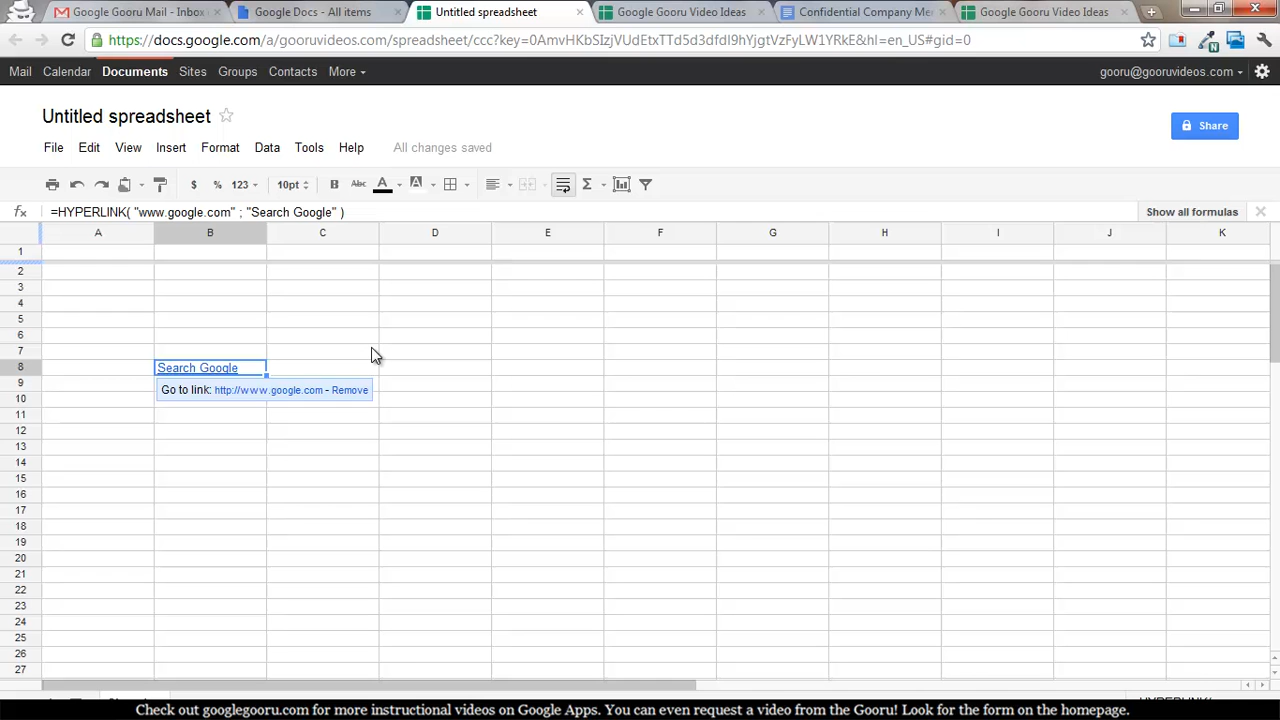 Google Gooru Mail - Inbox
Google Docs - All items
Untitled spreadsheet
Google Gooru Video Ideas
Confidential Company Me
Google Gooru Video Ideas
https://docs.google.com/a/gooruvideos.com/spreadsheet/ccc?key=0AmvHKbSIzjVUdEtxTTd5d3dfdl9hYjgtVzFyLW1YRkE&hl=en_US#gid=0
Mail Calendar Documents Sites Groups Contacts More
gooru@gooruvideos.com
Untitled spreadsheet
Share
File Edit View Insert Format Data Tools Help All changes saved
$ % 123 10pt B Abc A A Σ
fx =HYPERLINK( "www.google.com" ; "Search Google" ) Show all formulas
A B C D E F G H I J K
1
2
3
4
5
6
7
8 Search Google
9 Go to link: http://www.google.com - Remove
10
11
12
13
14
15
16
17
18
19
20
21
22
23
24
25
26
27
Check out googlegooru.com for more instructional videos on Google Apps. You can even request a video from the Gooru! Look for the form on the homepage.